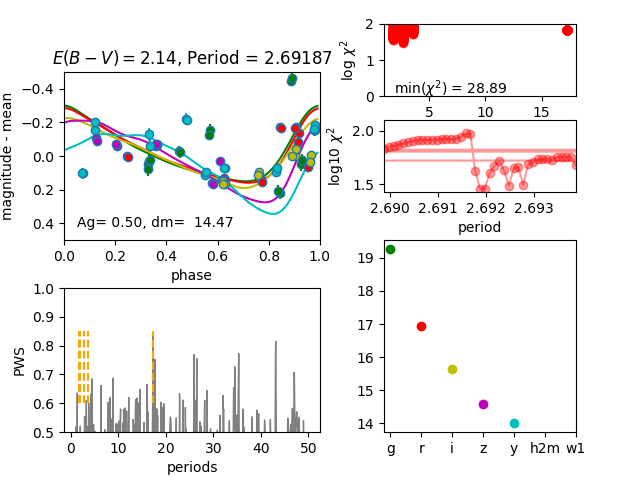 E(B − V) = 2.14, Period = 2.69187
magnitude - mean
−0.4
−0.2
0.0
0.2
0.4
Ag= 0.50, dm=  14.47
0.0 0.2 0.4 0.6 0.8 1.0
phase
log χ²
2
1
0
min(χ²) = 28.89
5 10 15
log10 χ²
2.0
1.5
2.690 2.691 2.692 2.693
period
PWS
1.0
0.9
0.8
0.7
0.6
0.5
0 10 20 30 40 50
periods
19
18
17
16
15
14
g r i z y h2m w1